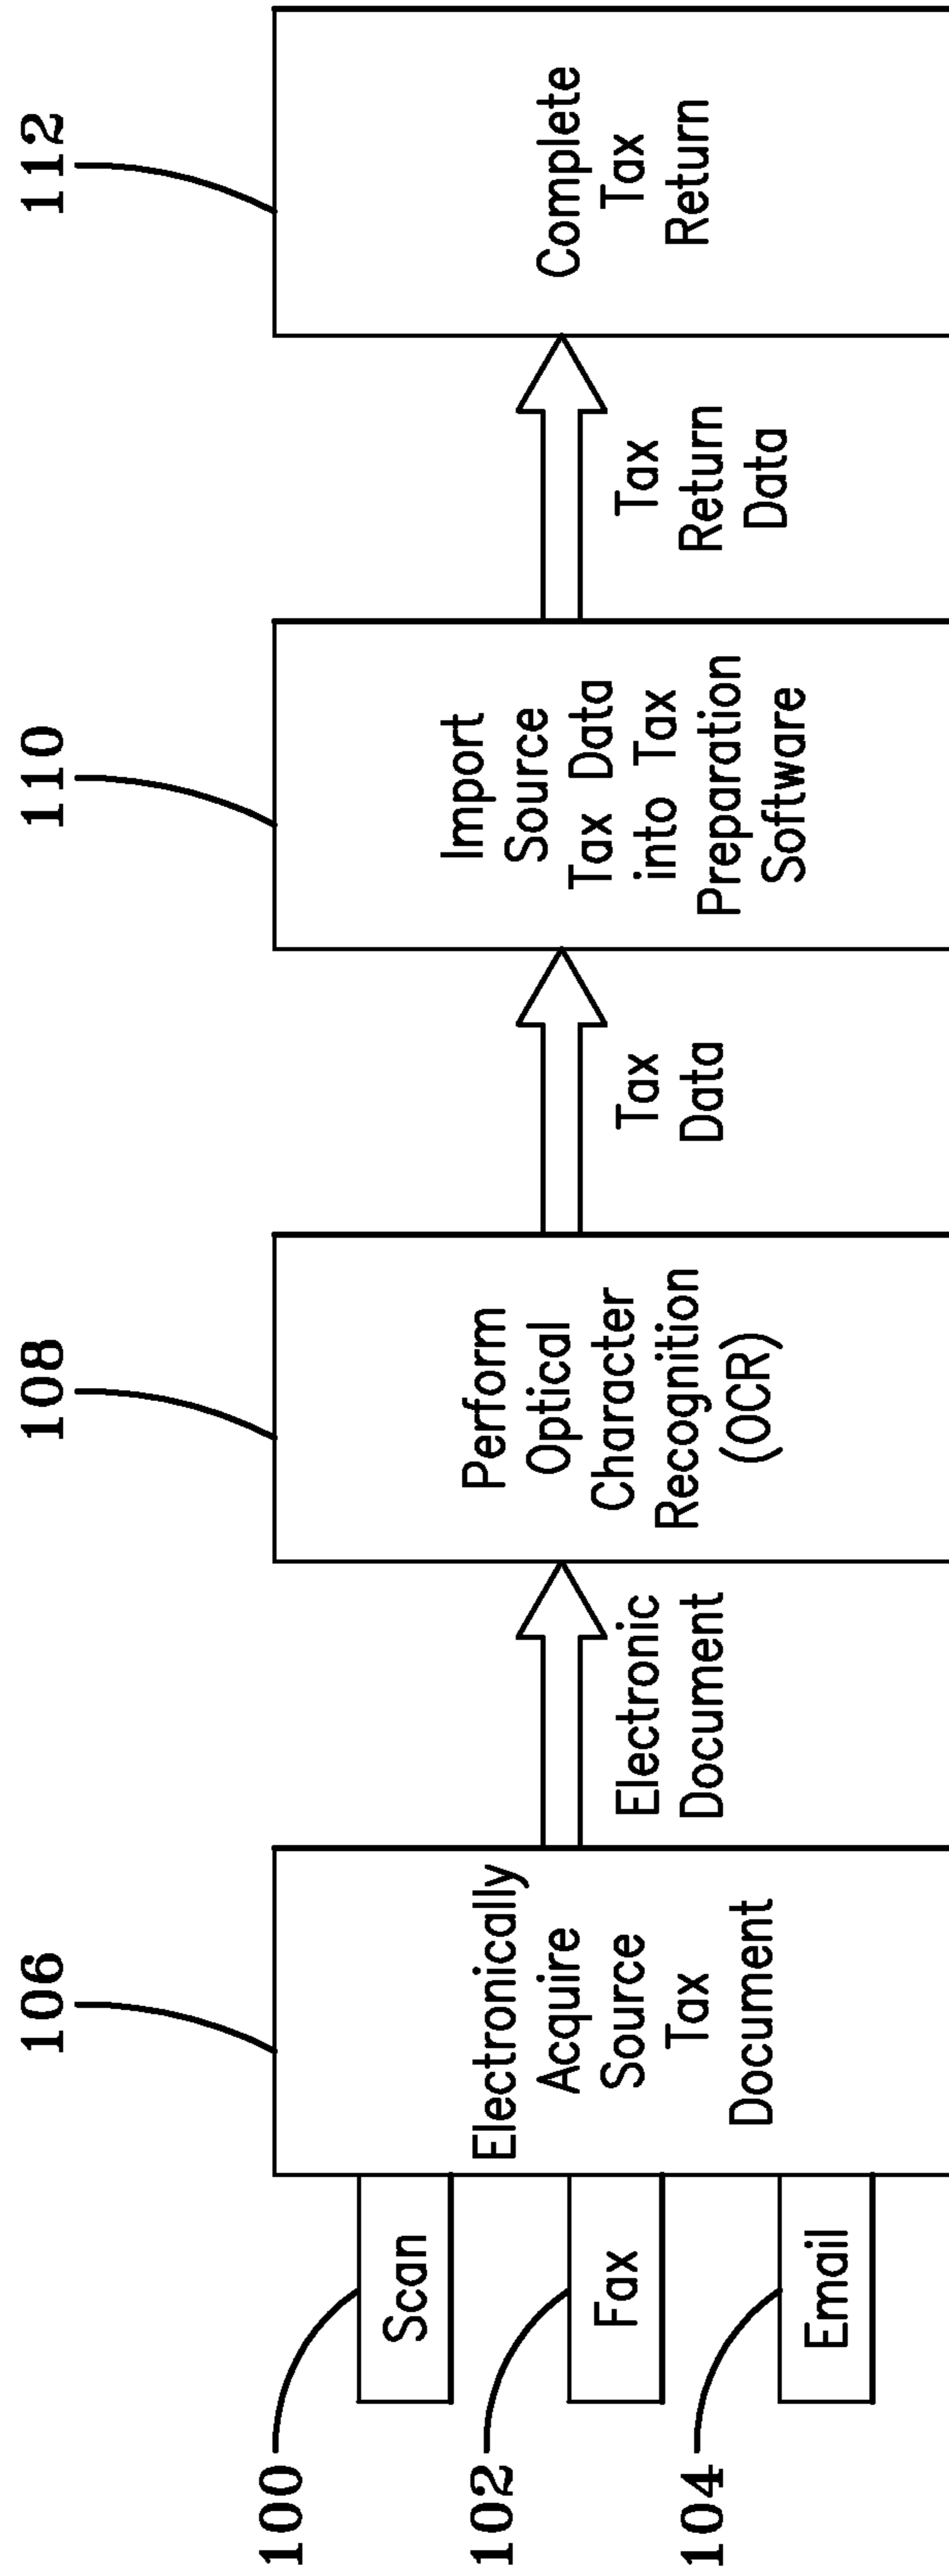 100
Scan
102
Fax
104
Email
106
Electronically
Acquire
Source
Tax
Document
Electronic
Document
108
Perform
Optical
Character
Recognition
(OCR)
Tax
Data
110
Import
Source
Tax Data
into Tax
Preparation
Software
Tax
Return
Data
112
Complete
Tax
Return